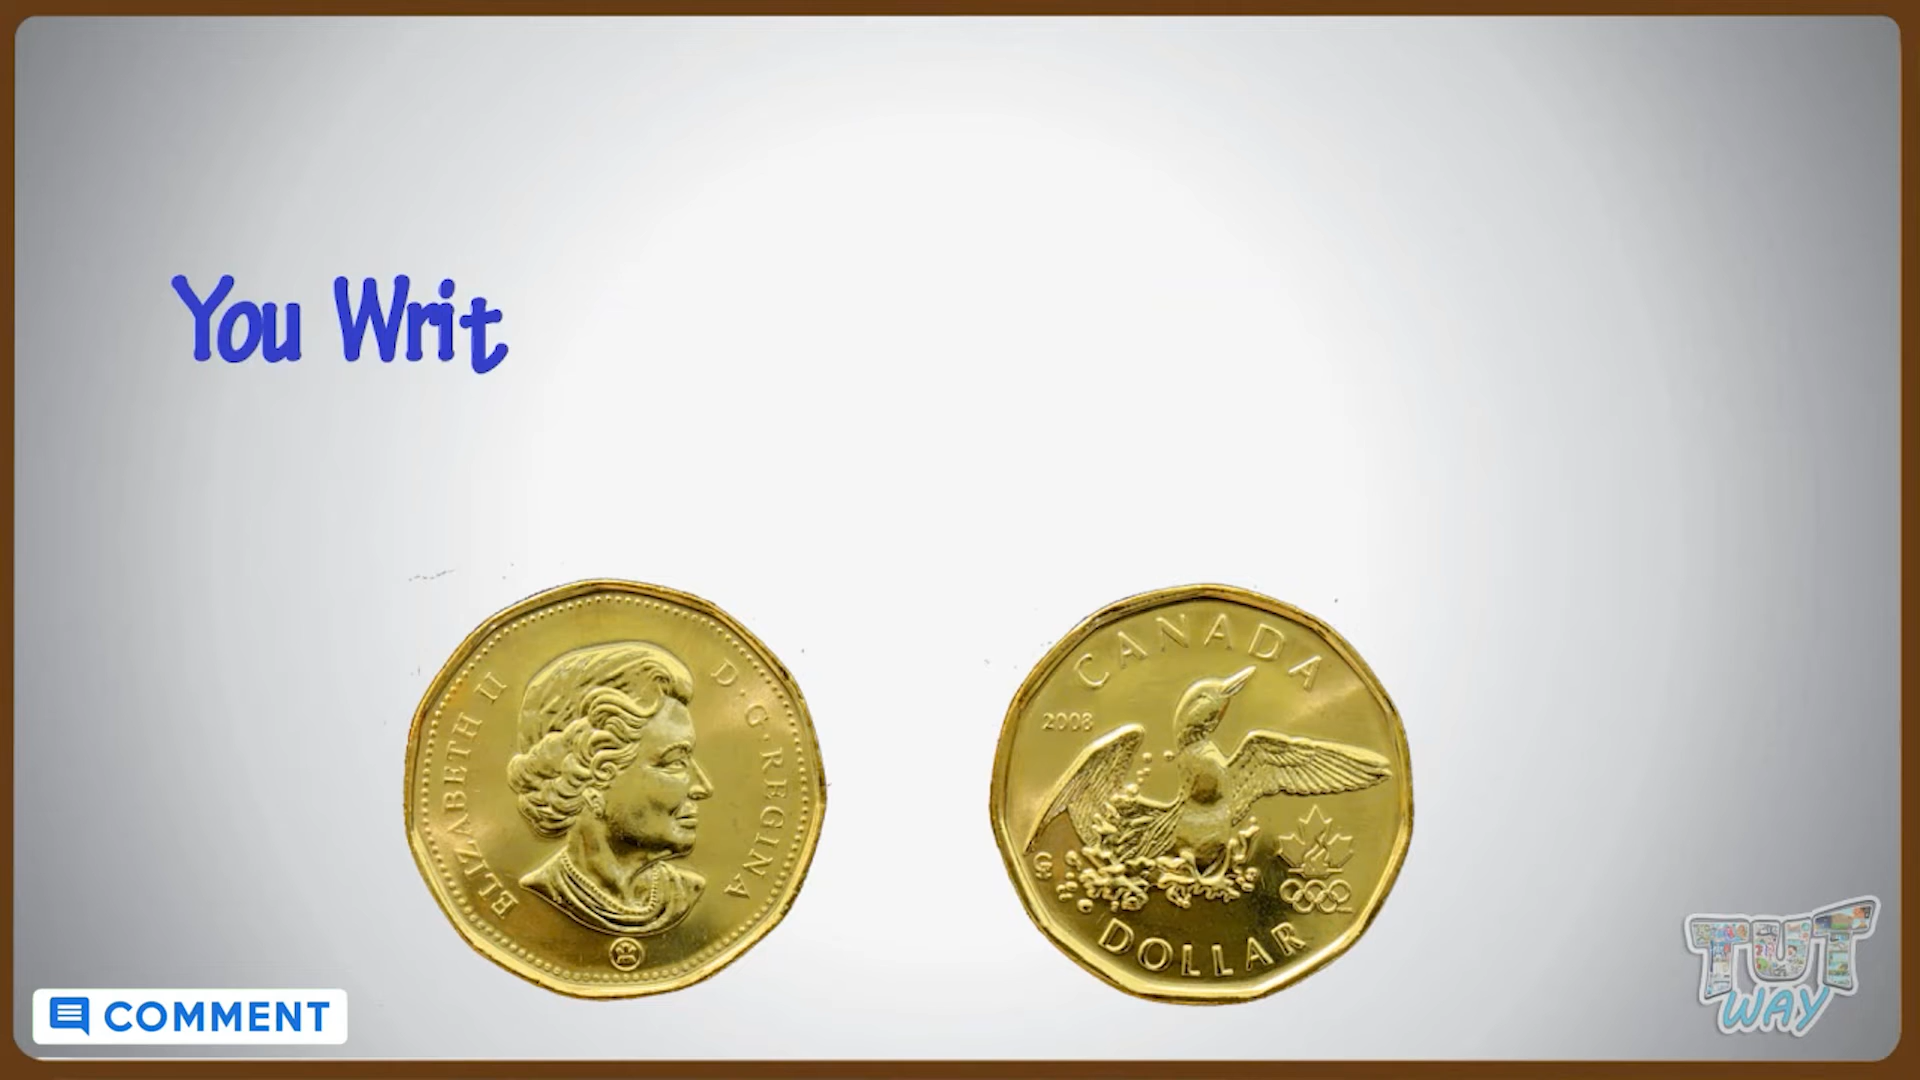 You Writ
ELIZABETH II D·G·REGINA
CANADA
2008
DOLLAR
COMMENT
TUT
WAY